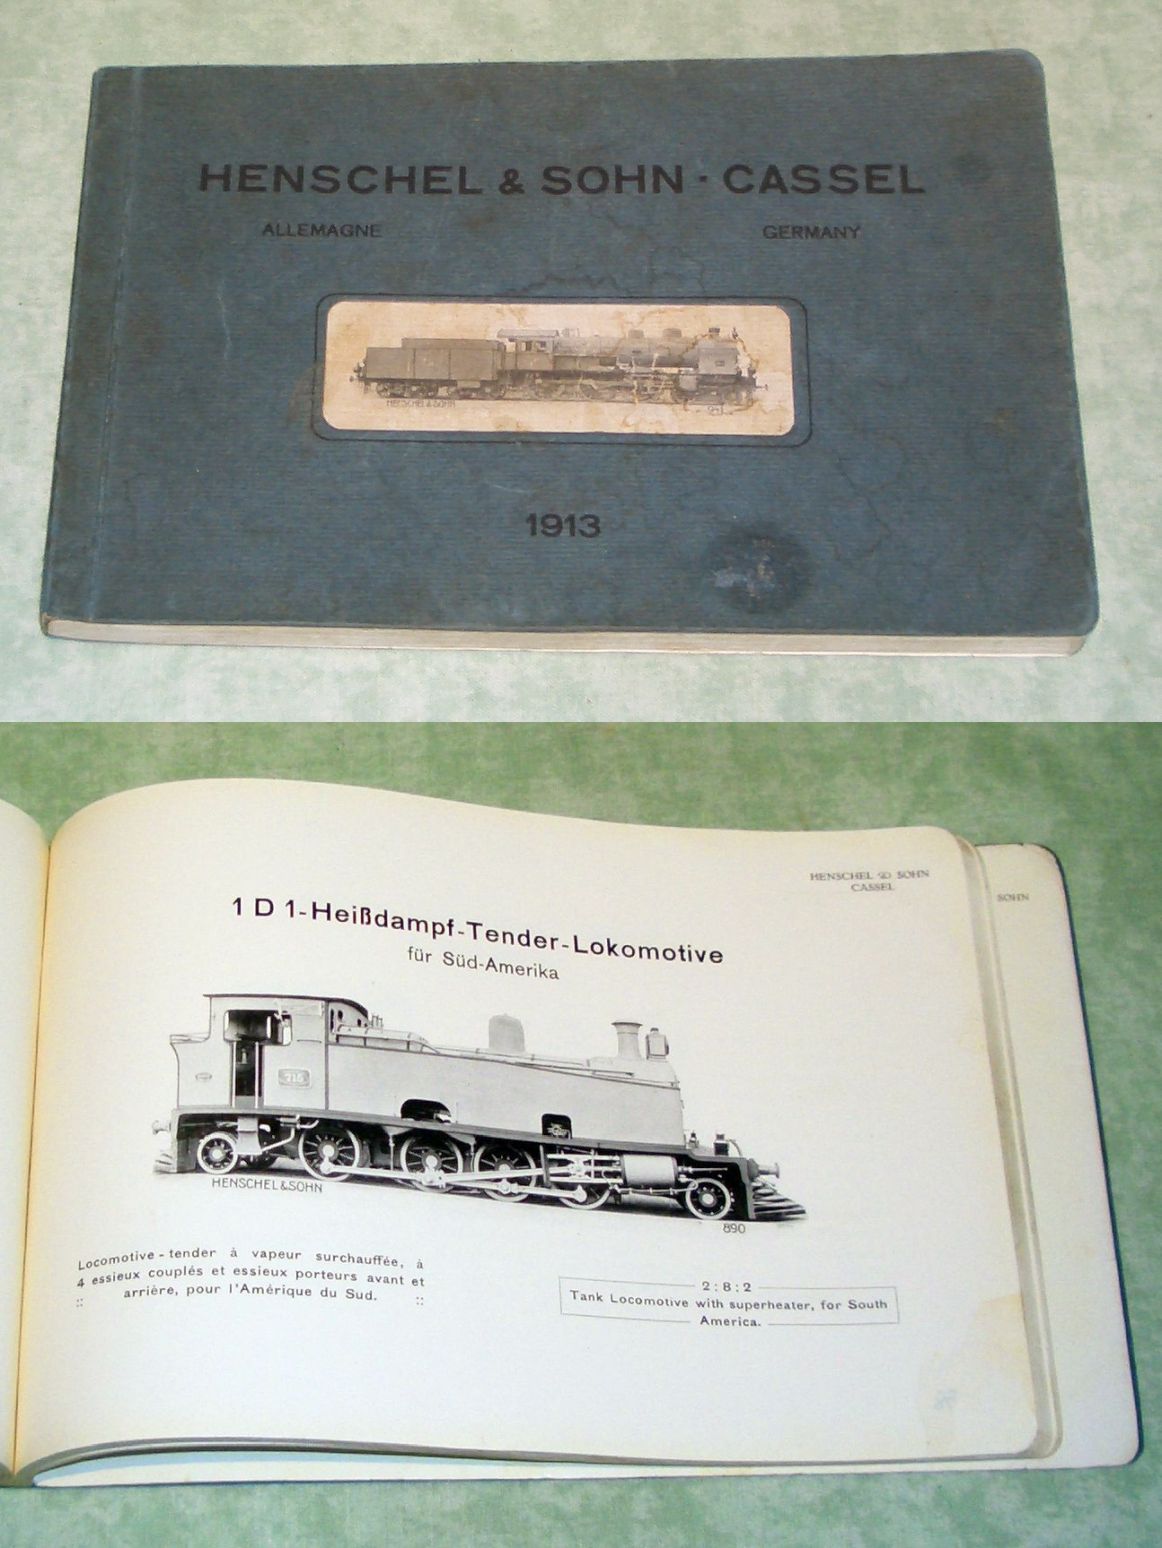 HENSCHEL & SOHN · CASSEL
ALLEMAGNE GERMANY
HENSCHEL & SOHN
1913
HENSCHEL & SOHN
CASSEL
SOHN
1 D 1-Heißdampf-Tender-Lokomotive
für Süd-Amerika
HENSCHEL & SOHN
890
Locomotive-tender à vapeur surchauffée, à
4 essieux couplés et essieux porteurs avant et
:: arrière, pour l'Amérique du Sud. ::
2:8:2
Tank Locomotive with superheater, for South
America.